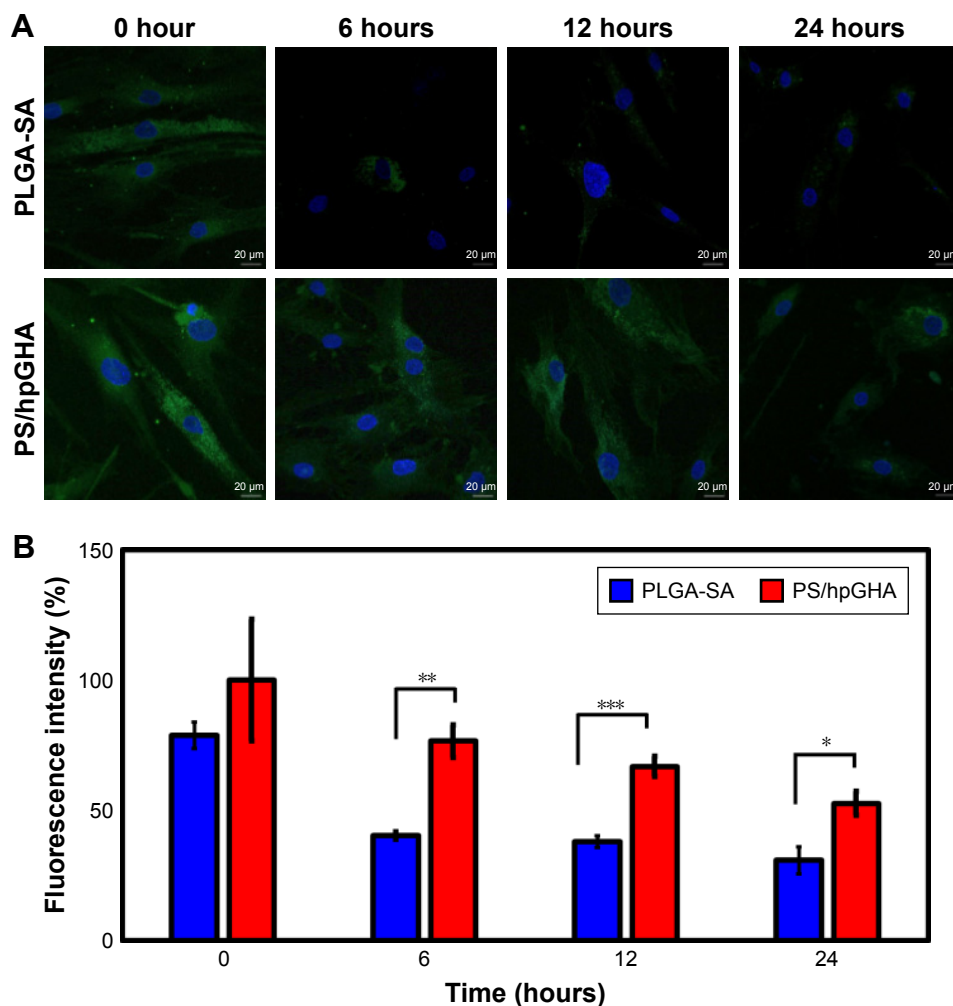 A
0 hour
6 hours
12 hours
24 hours
PLGA-SA
20 µm
20 µm
20 µm
20 µm
PS/hpGHA
20 µm
20 µm
20 µm
20 µm
B
Fluorescence intensity (%)
150
100
50
0
PLGA-SA
PS/hpGHA
**
***
*
0
6
12
24
Time (hours)